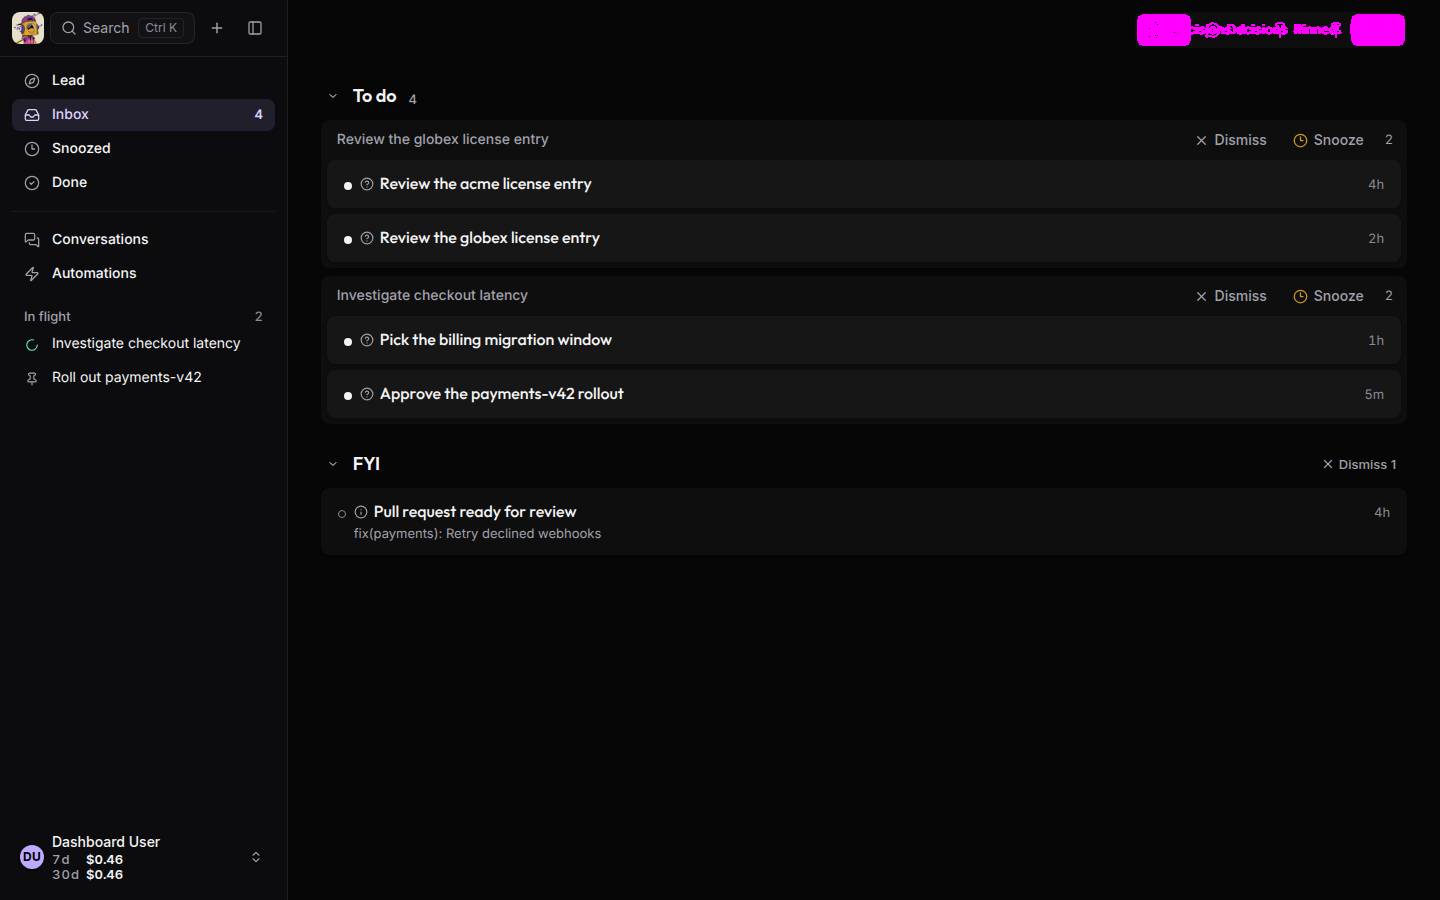 Search Ctrl K
Lead
Inbox 4
Snoozed
Done
Conversations
Automations
In flight 2
Investigate checkout latency
Roll out payments-v42
DU Dashboard User
7d $0.46
30d $0.46
To do 4
Review the globex license entry Dismiss Snooze 2
Review the acme license entry 4h
Review the globex license entry 2h
Investigate checkout latency Dismiss Snooze 2
Pick the billing migration window 1h
Approve the payments-v42 rollout 5m
FYI Dismiss 1
Pull request ready for review 4h
fix(payments): Retry declined webhooks